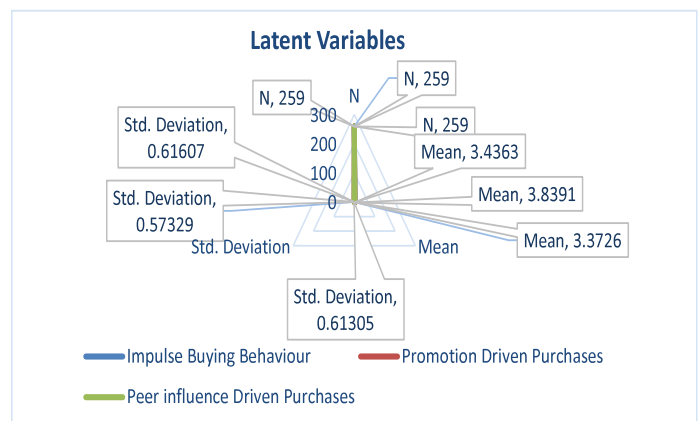 Latent Variables
N, 259
N, 259
N
N, 259
300
200
100
0
Std. Deviation,
0.61607
Mean, 3.4363
Std. Deviation,
0.57329
Mean, 3.8391
Mean, 3.3726
Std. Deviation
Mean
Std. Deviation,
0.61305
Impulse Buying Behaviour
Promotion Driven Purchases
Peer influence Driven Purchases